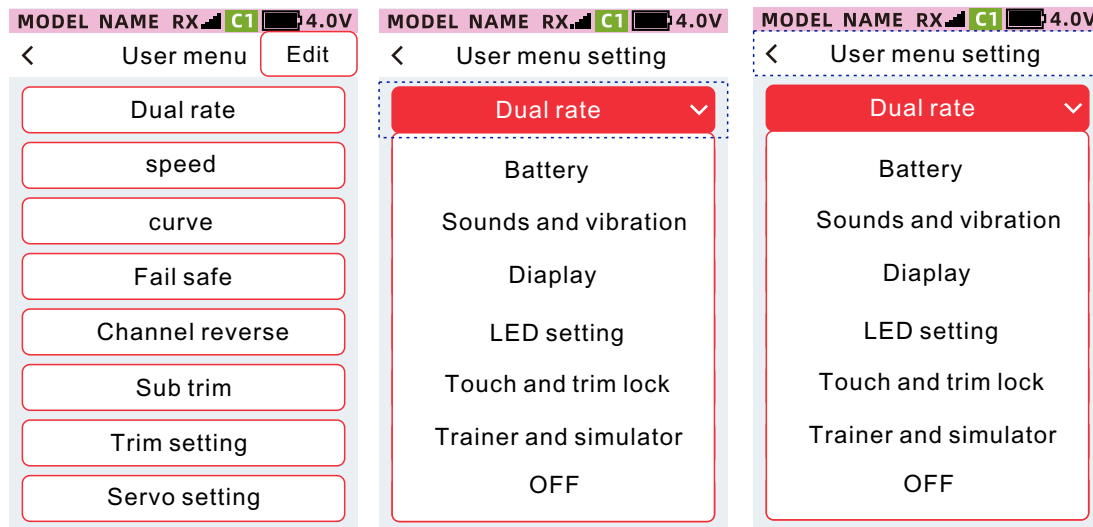 MODEL NAME RX C1 4.0V
User menu Edit
Dual rate
speed
curve
Fail safe
Channel reverse
Sub trim
Trim setting
Servo setting
MODEL NAME RX C1 4.0V
User menu setting
Dual rate
Battery
Sounds and vibration
Diaplay
LED setting
Touch and trim lock
Trainer and simulator
OFF
MODEL NAME RX C1 4.0V
User menu setting
Dual rate
Battery
Sounds and vibration
Diaplay
LED setting
Touch and trim lock
Trainer and simulator
OFF